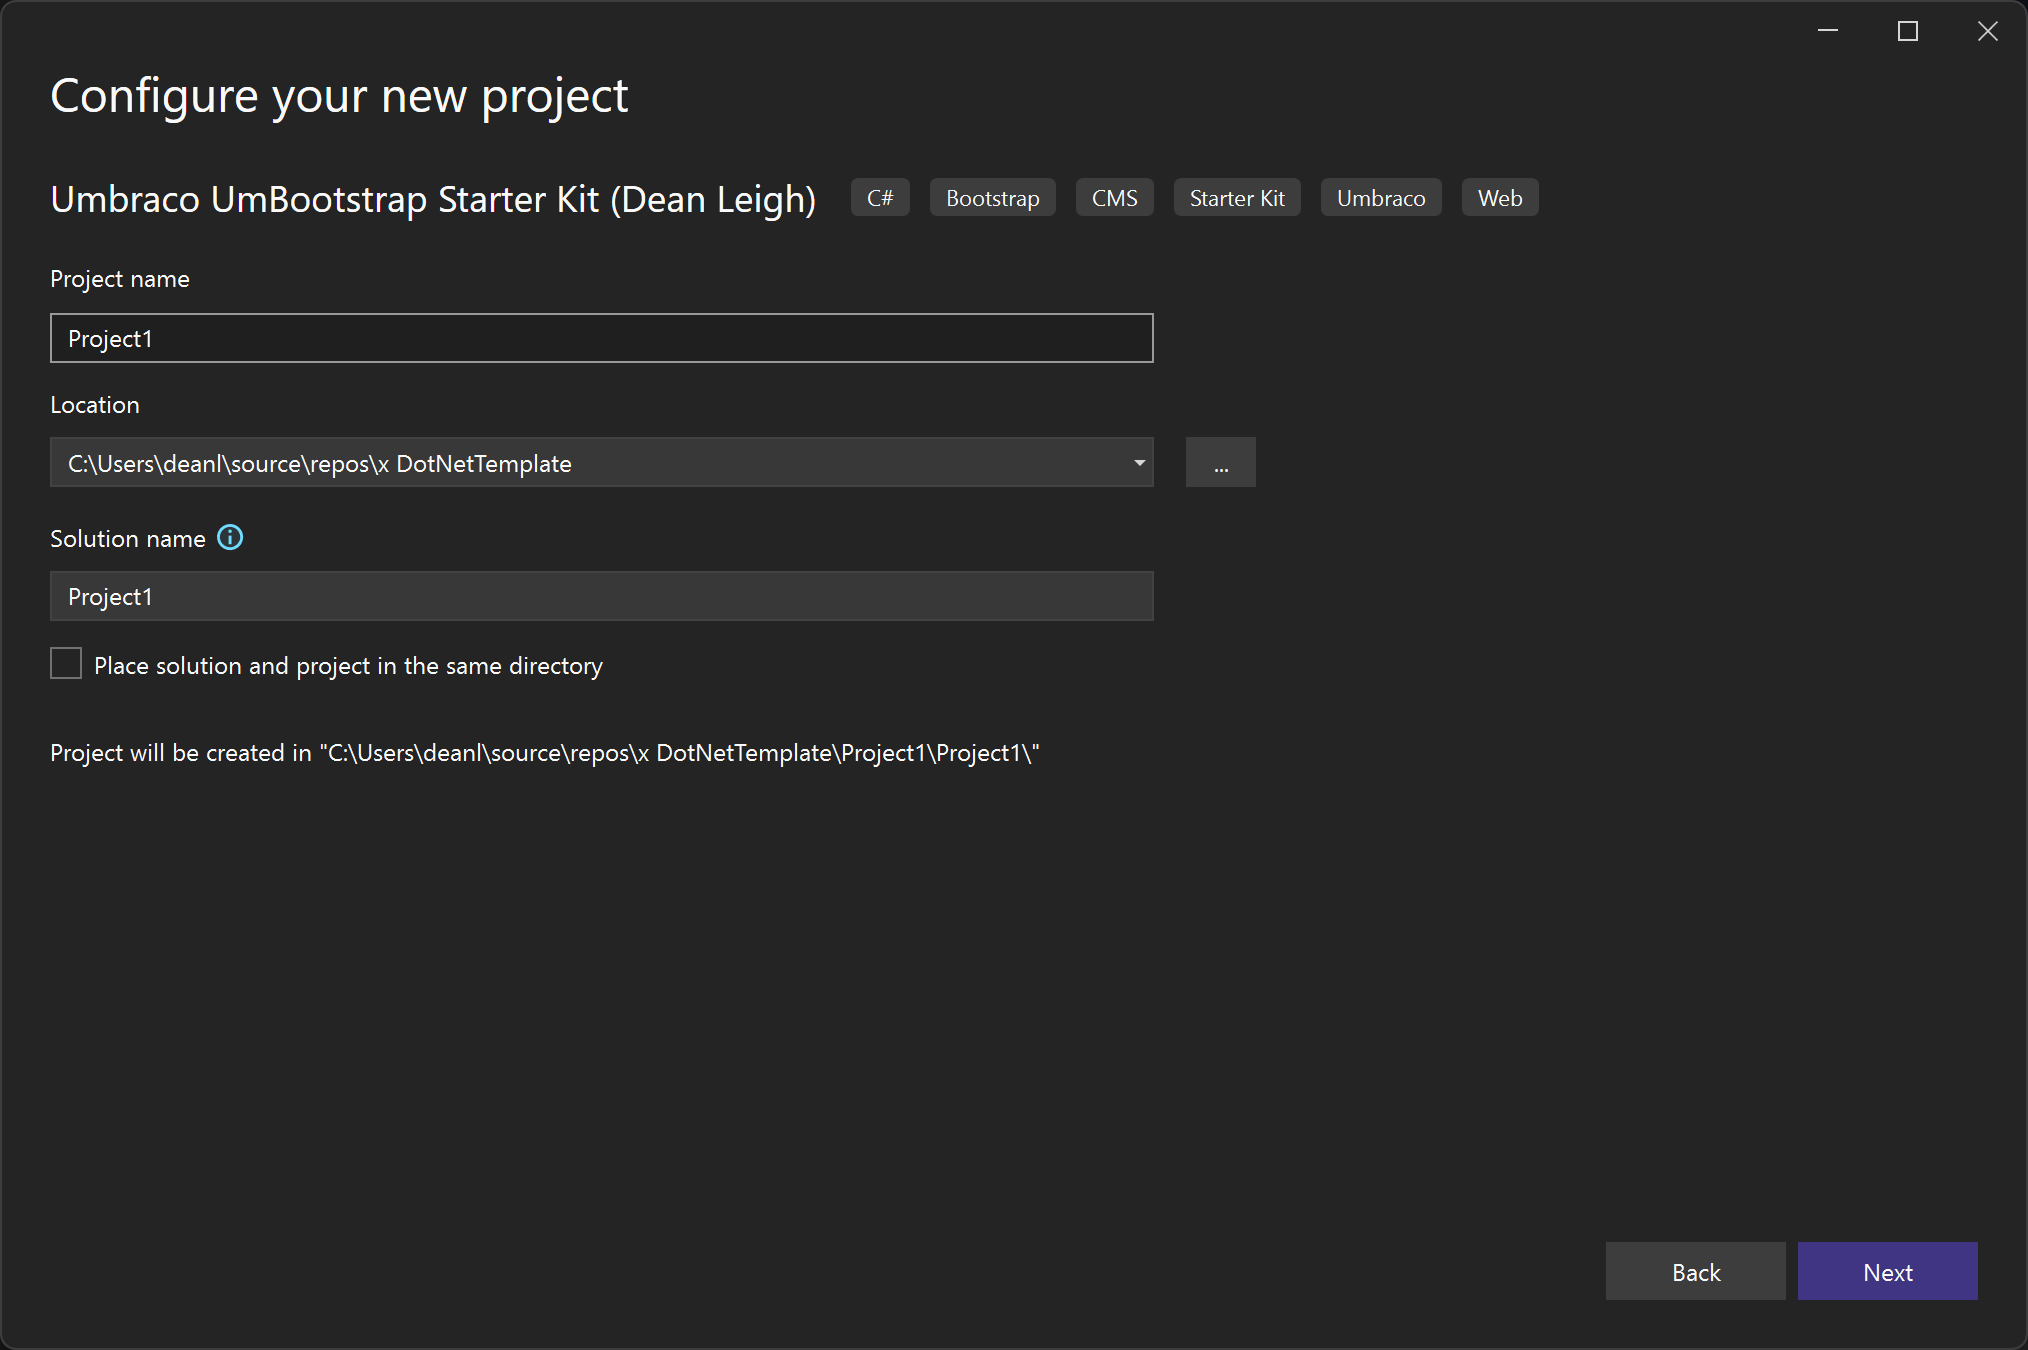 Configure your new project
Umbraco UmBootstrap Starter Kit (Dean Leigh) C# Bootstrap CMS Starter Kit Umbraco Web
Project name
Project1
Location
C:\Users\deanl\source\repos\x DotNetTemplate ...
Solution name
Project1
Place solution and project in the same directory
Project will be created in "C:\Users\deanl\source\repos\x DotNetTemplate\Project1\Project1\"
Back Next